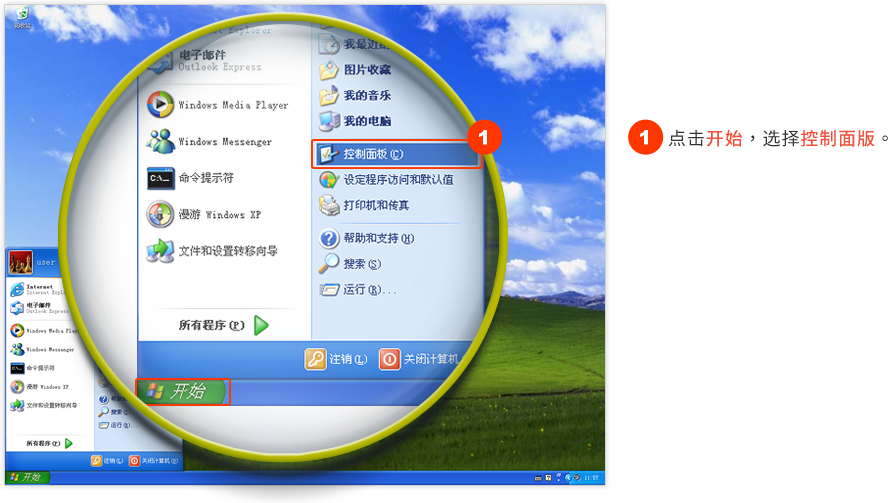 回收站
Internet Explorer
电子邮件
Outlook Express
Windows Media Player
Windows Messenger
命令提示符
漫游 Windows XP
文件和设置转移向导
所有程序(P)
我最近的
图片收藏
我的音乐
我的电脑
控制面板(C)
设定程序访问和默认值
打印机和传真
帮助和支持(H)
搜索(S)
运行(R)...
注销(L)
关闭计算机(
开始
1
1 点击开始，选择控制面版。
user
Internet
Internet Expl
电子邮件
Outlook Express
Windows Media Play
Windows Messenger
命令提示符
漫游 Windows XP
文件和设置转移向导
所有程序(P)
搜索(S)
运行(R)...
注销(L)
关闭计算机(U)
开始
11:57